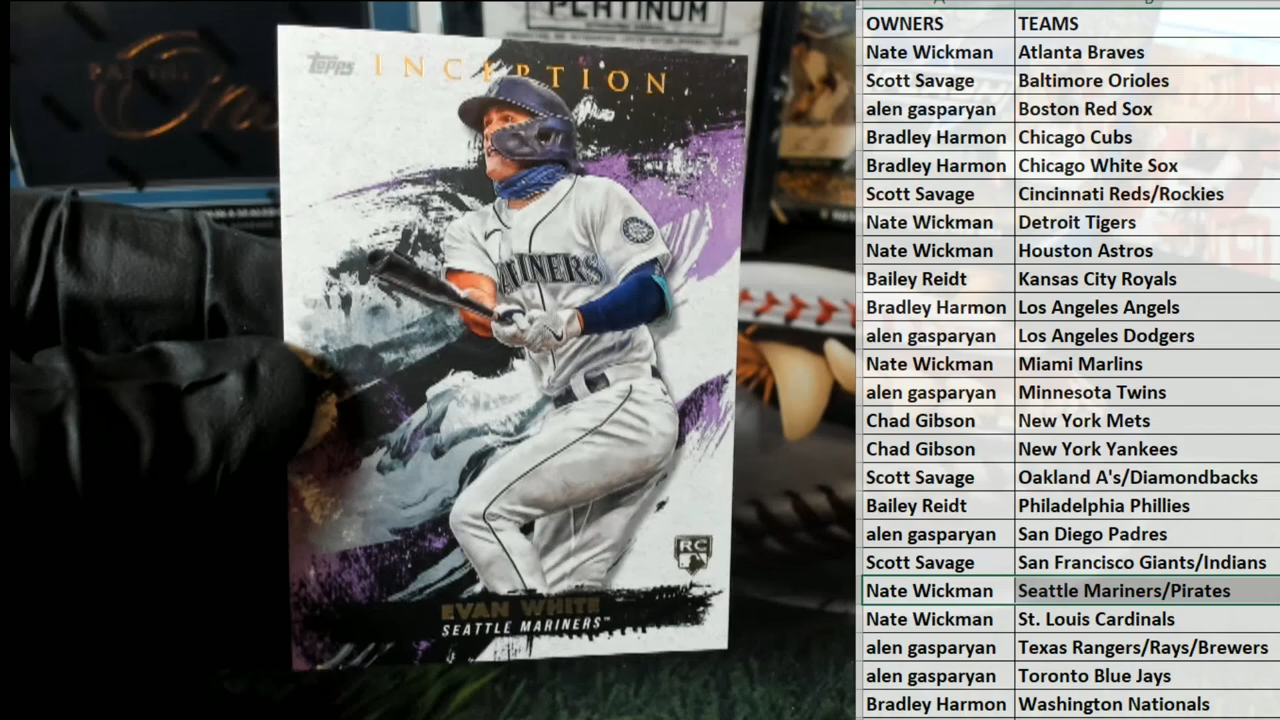 PLATINUM
PANINI
One
topps INCEPTION
MARINERS
RC
EVAN WHITE
SEATTLE MARINERS™
OWNERS TEAMS
Nate Wickman Atlanta Braves
Scott Savage Baltimore Orioles
alen gasparyan Boston Red Sox
Bradley Harmon Chicago Cubs
Bradley Harmon Chicago White Sox
Scott Savage Cincinnati Reds/Rockies
Nate Wickman Detroit Tigers
Nate Wickman Houston Astros
Bailey Reidt Kansas City Royals
Bradley Harmon Los Angeles Angels
alen gasparyan Los Angeles Dodgers
Nate Wickman Miami Marlins
alen gasparyan Minnesota Twins
Chad Gibson New York Mets
Chad Gibson New York Yankees
Scott Savage Oakland A's/Diamondbacks
Bailey Reidt Philadelphia Phillies
alen gasparyan San Diego Padres
Scott Savage San Francisco Giants/Indians
Nate Wickman Seattle Mariners/Pirates
Nate Wickman St. Louis Cardinals
alen gasparyan Texas Rangers/Rays/Brewers
alen gasparyan Toronto Blue Jays
Bradley Harmon Washington Nationals